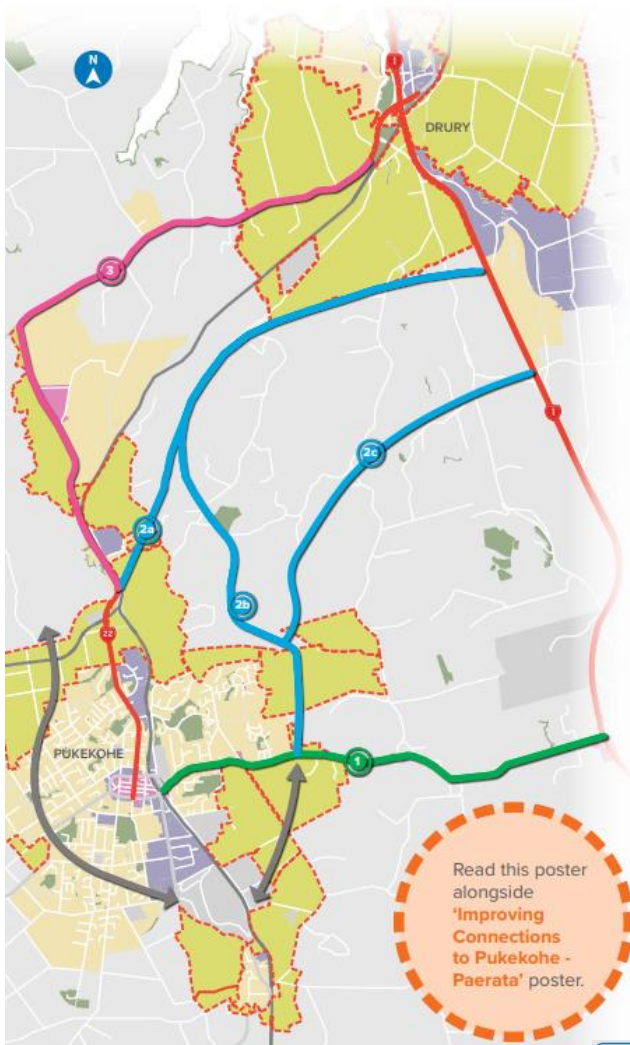 N
1
DRURY
3
2c
1
2a
2b
22
PUKEKOHE
1
Read this poster
alongside
‘Improving
Connections
to Pukekohe -
Paerata’ poster.